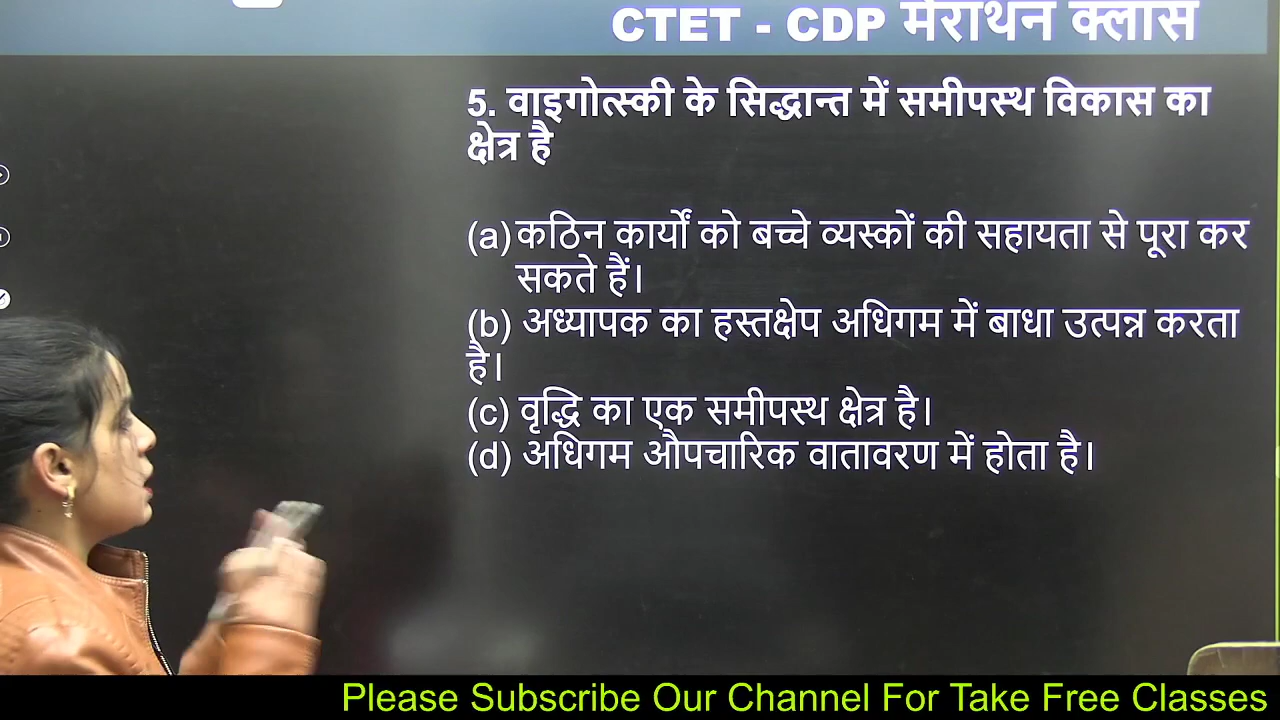 CTET - CDP मैराथन क्लास
5. वाइगोत्स्की के सिद्धान्त में समीपस्थ विकास का
क्षेत्र है
(a) कठिन कार्यों को बच्चे व्यस्कों की सहायता से पूरा कर
सकते हैं।
(b) अध्यापक का हस्तक्षेप अधिगम में बाधा उत्पन्न करता
है।
(c) वृद्धि का एक समीपस्थ क्षेत्र है।
(d) अधिगम औपचारिक वातावरण में होता है।
Please Subscribe Our Channel For Take Free Classes